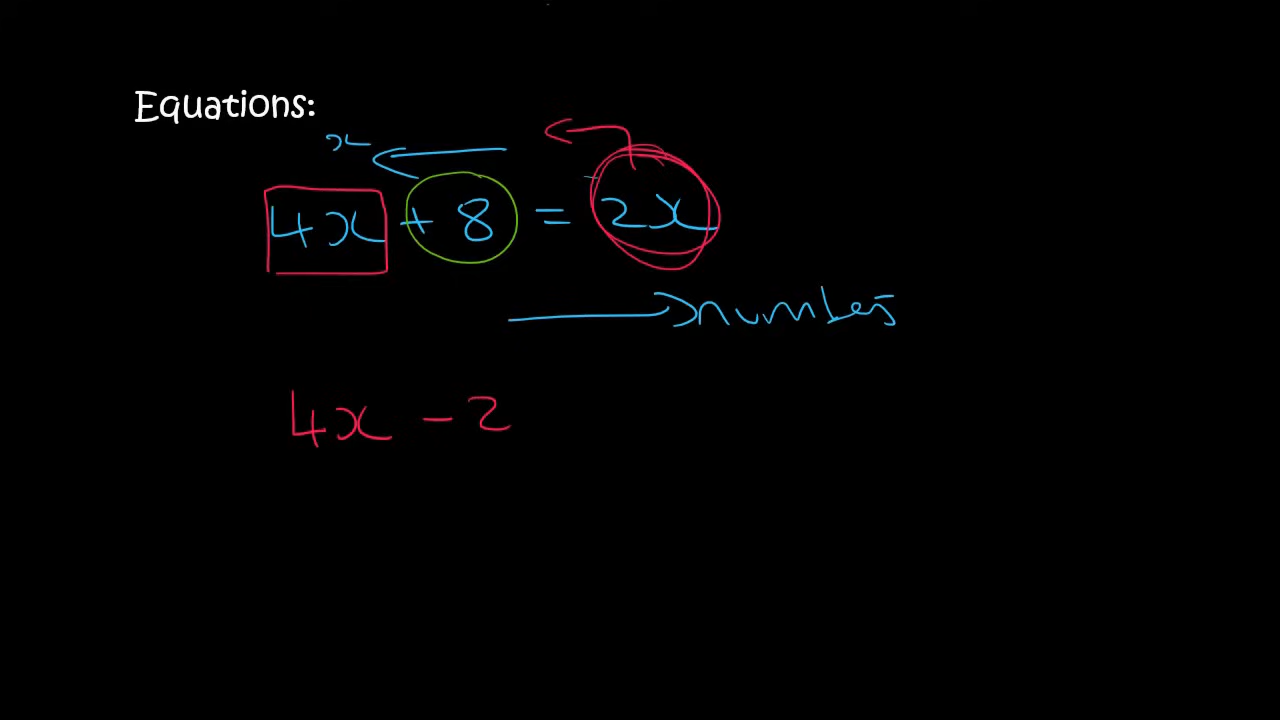 Equations:
x
4x + 8 = 2x
numbers
4x - 2